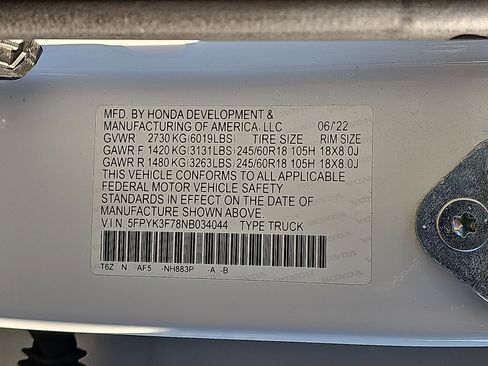 MFD. BY HONDA DEVELOPMENT &
MANUFACTURING OF AMERICA, LLC 06/22
GVWR 2730 KG (6019LBS) TIRE SIZE RIM SIZE
GAWR F 1420 KG (3131LBS) 245/60R18 105H 18X8.0J
GAWR R 1480 KG (3263LBS) 245/60R18 105H 18X8.0J
THIS VEHICLE CONFORMS TO ALL APPLICABLE
FEDERAL MOTOR VEHICLE SAFETY
STANDARDS IN EFFECT ON THE DATE OF
MANUFACTURE SHOWN ABOVE.
V.I.N. 5FPYK3F78NB034044 TYPE TRUCK
T6Z N AF5 -NH883P -A -B